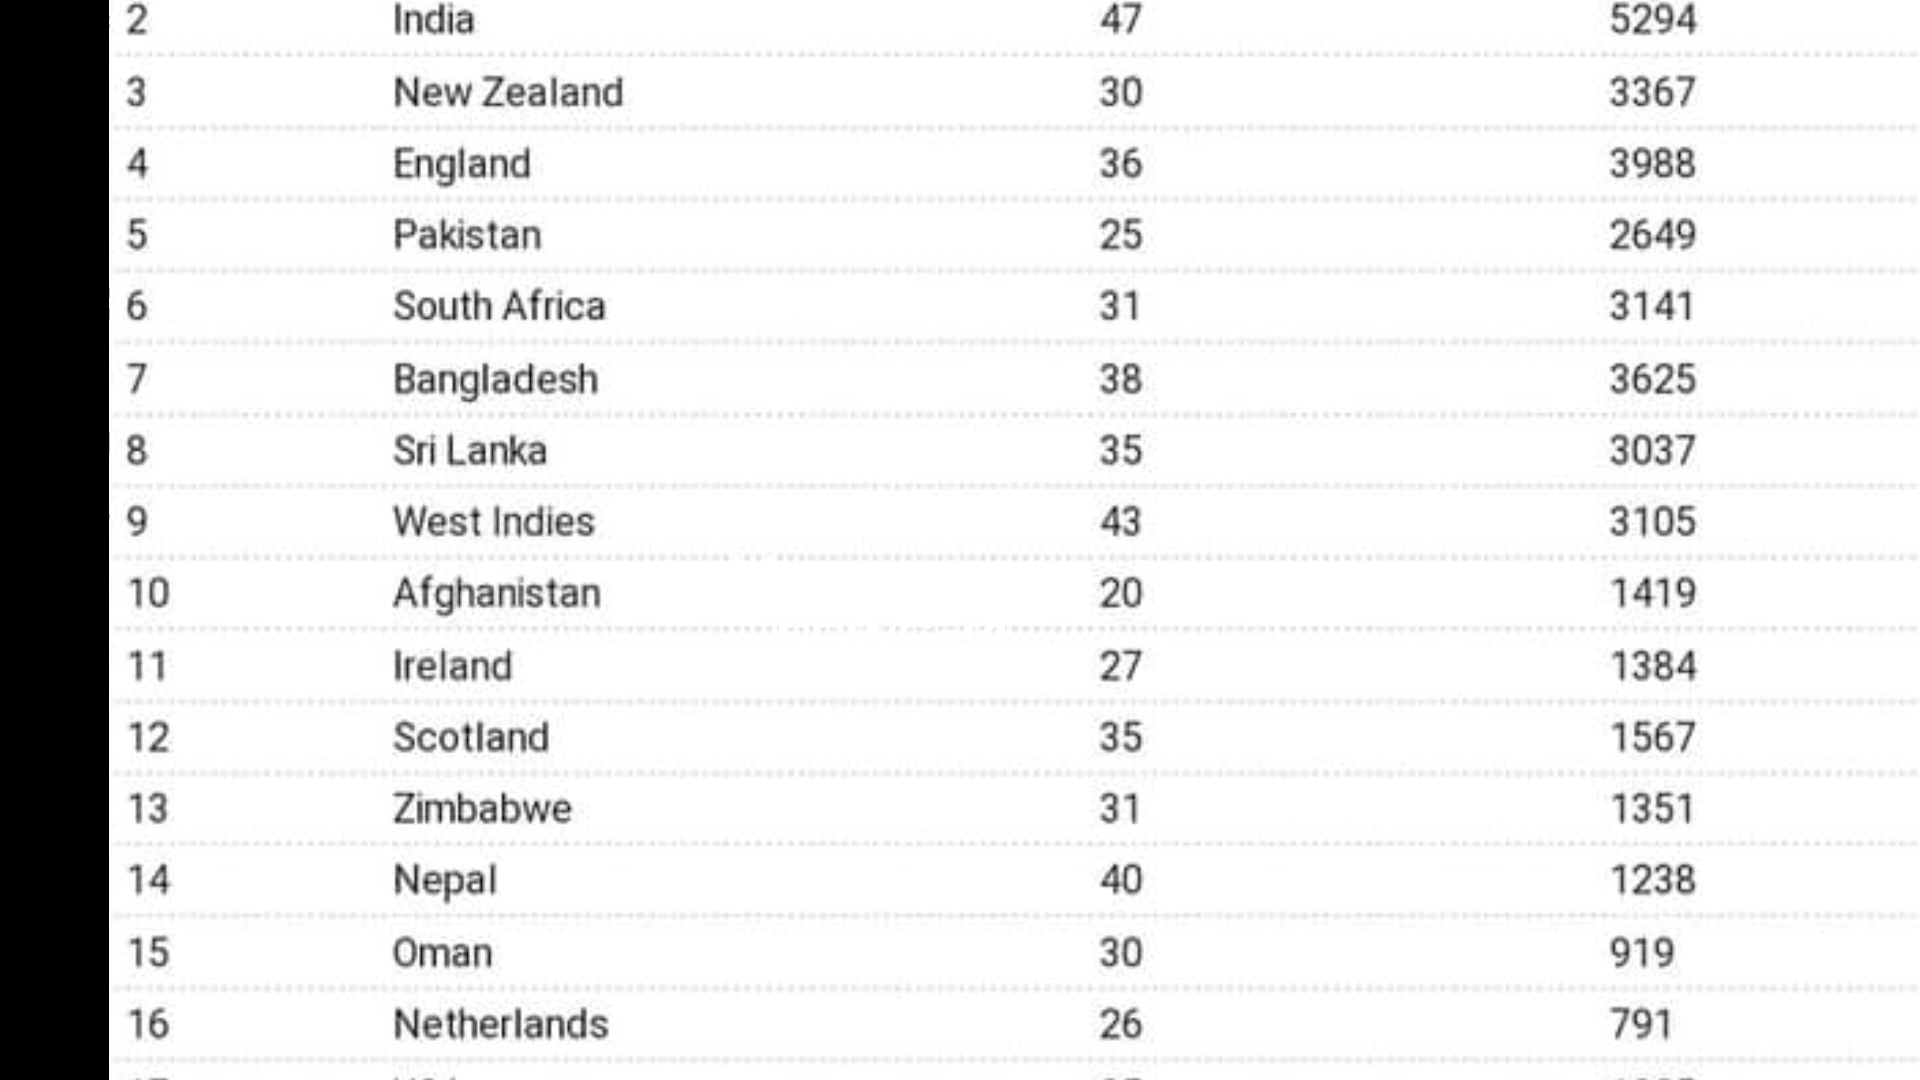 2 India 47 5294
3 New Zealand 30 3367
4 England 36 3988
5 Pakistan 25 2649
6 South Africa 31 3141
7 Bangladesh 38 3625
8 Sri Lanka 35 3037
9 West Indies 43 3105
10 Afghanistan 20 1419
11 Ireland 27 1384
12 Scotland 35 1567
13 Zimbabwe 31 1351
14 Nepal 40 1238
15 Oman 30 919
16 Netherlands 26 791